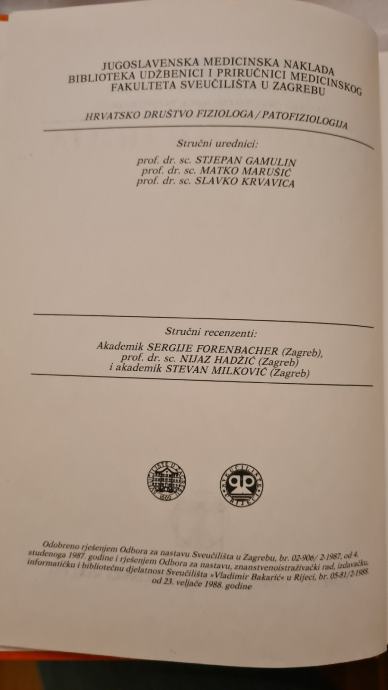 JUGOSLAVENSKA MEDICINSKA NAKLADA
BIBLIOTEKA UDŽBENICI I PRIRUČNICI MEDICINSKOG
FAKULTETA SVEUČILIŠTA U ZAGREBU
HRVATSKO DRUŠTVO FIZIOLOGA/PATOFIZIOLOGIJA
Stručni urednici:
prof. dr. sc. STJEPAN GAMULIN
prof. dr. sc. MATKO MARUŠIĆ
prof. dr. sc. SLAVKO KRVAVICA
Stručni recenzenti:
Akademik SERGIJE FORENBACHER (Zagreb),
prof. dr. sc. NIJAZ HADŽIĆ (Zagreb)
i akademik STEVAN MILKOVIĆ (Zagreb)
Odobreno rješenjem Odbora za nastavu Sveučilišta u Zagrebu, br. 02-906/2-1987, od 4.
studenoga 1987. godine i rješenjem Odbora za nastavu, znanstvenoistraživački rad, izdavačku,
informatičku i bibliotečnu djelatnost Sveučilišta »Vladimir Bakarić« u Rijeci, br. 05-81/2-1988.
od 23. veljače 1988. godine